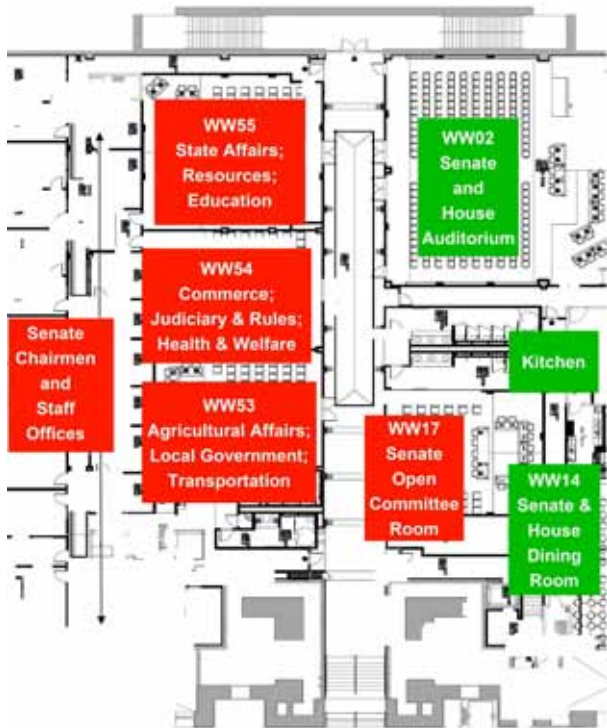 WW55
State Affairs;
Resources;
Education
WW02
Senate
and
House
Auditorium
WW54
Commerce;
Judiciary & Rules;
Health & Welfare
Senate
Chairmen
and
Staff
Offices
Kitchen
WW53
Agricultural Affairs;
Local Government;
Transportation
WW17
Senate
Open
Committee
Room
WW14
Senate &
House
Dining
Room